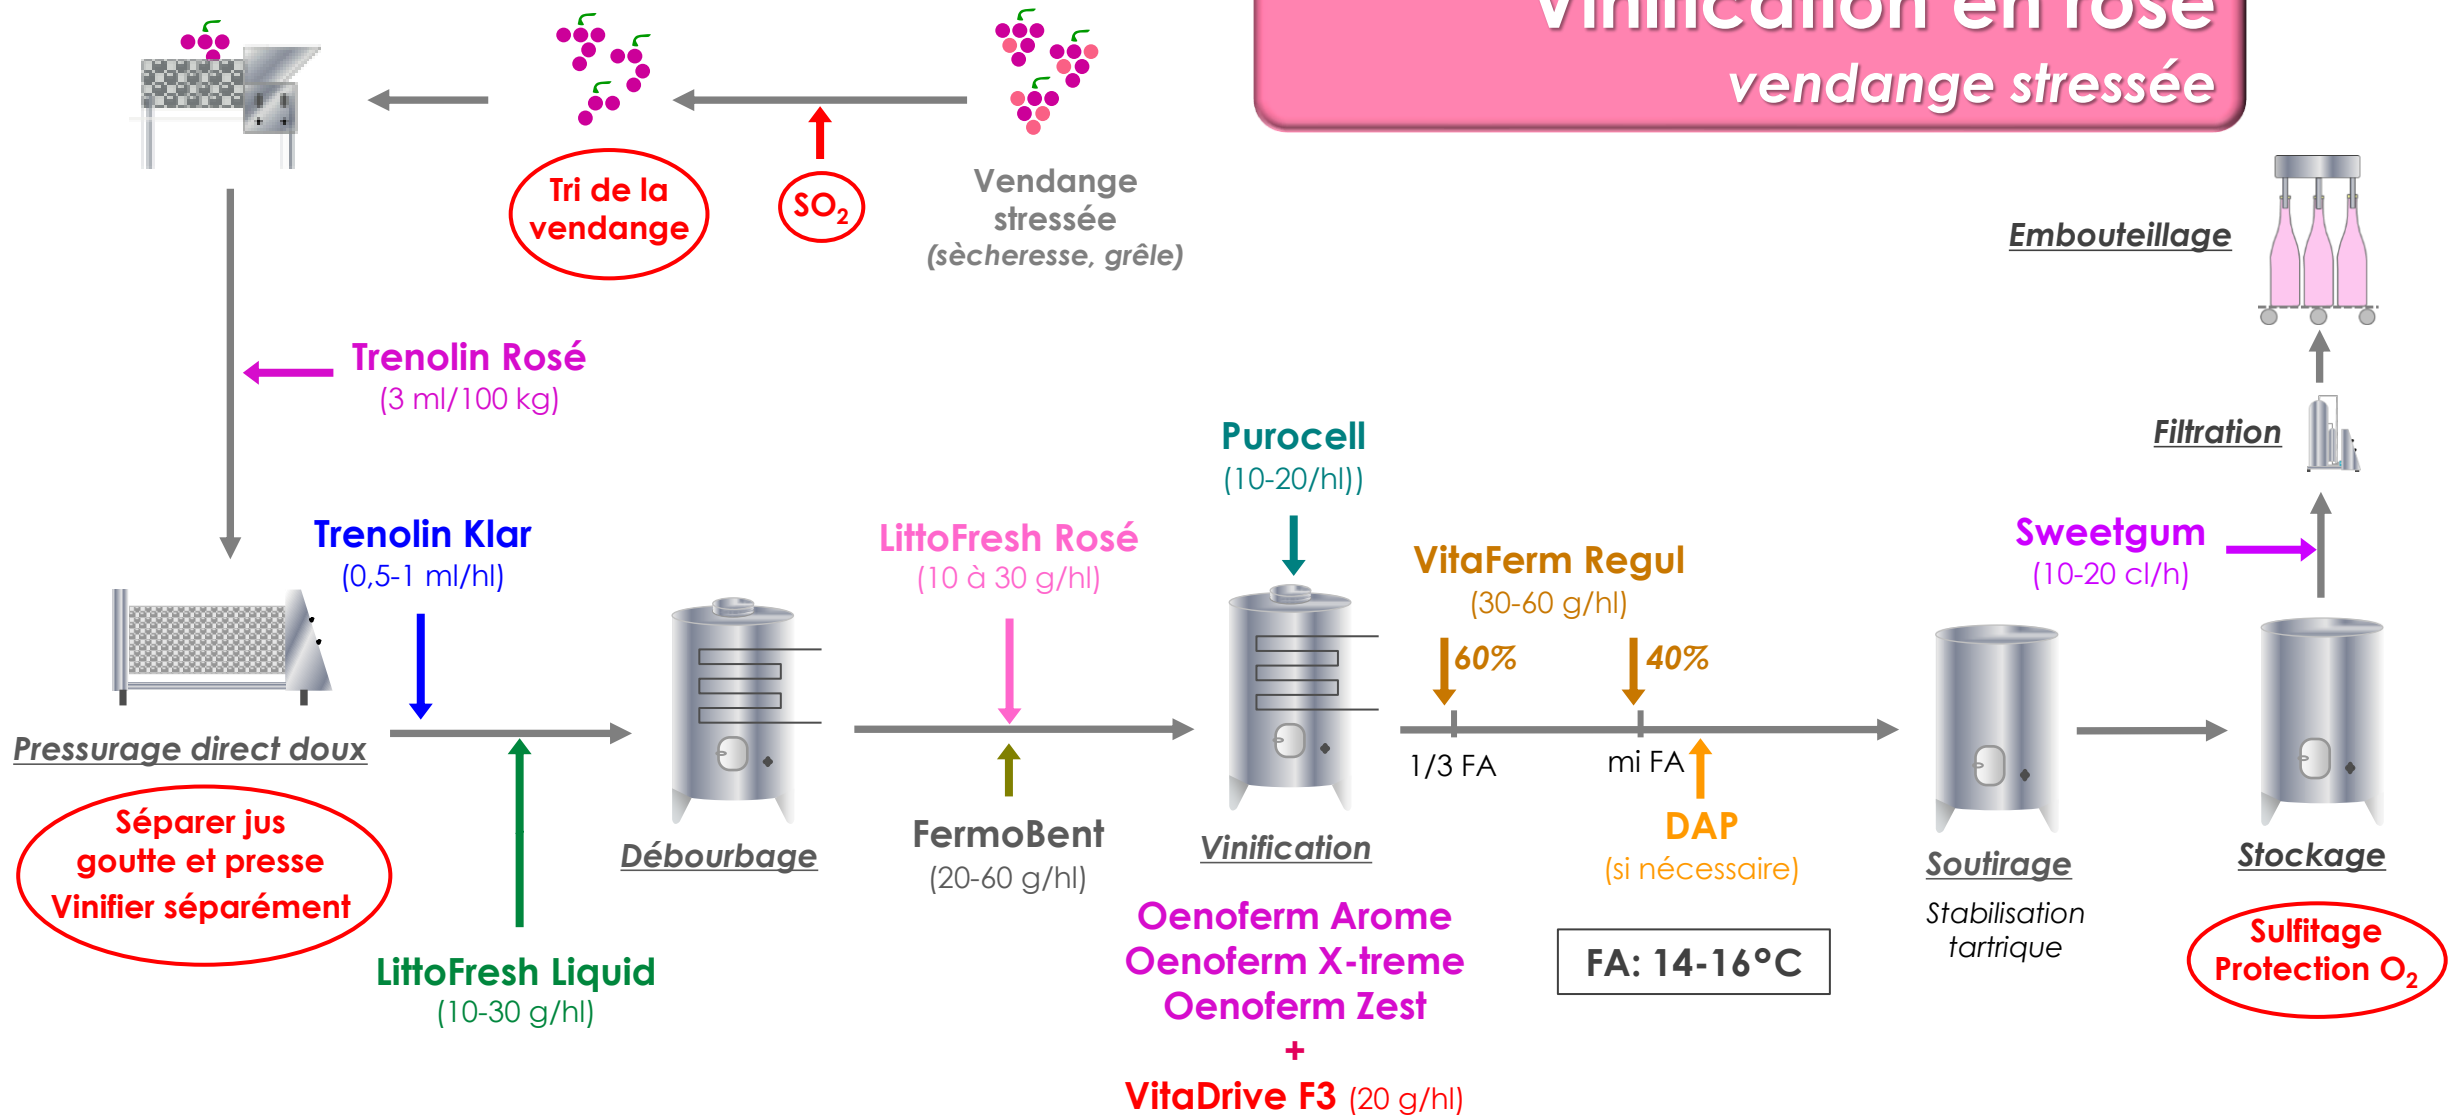 Vinification en rosé
vendange stressée
Vendange
stressée
(sècheresse, grêle)
SO₂
Tri de la
vendange
Trenolin Rosé
(3 ml/100 kg)
Pressurage direct doux
Séparer jus
goutte et presse
Vinifier séparément
Trenolin Klar
(0,5-1 ml/hl)
LittoFresh Liquid
(10-30 g/hl)
Débourbage
LittoFresh Rosé
(10 à 30 g/hl)
FermoBent
(20-60 g/hl)
Purocell
(10-20/hl))
Vinification
Oenoferm Arome
Oenoferm X-treme
Oenoferm Zest
+
VitaDrive F3 (20 g/hl)
VitaFerm Regul
(30-60 g/hl)
60%
40%
1/3 FA
mi FA
DAP
(si nécessaire)
FA: 14-16°C
Soutirage
Stabilisation
tartrique
Stockage
Sulfitage
Protection O₂
Sweetgum
(10-20 cl/h)
Filtration
Embouteillage